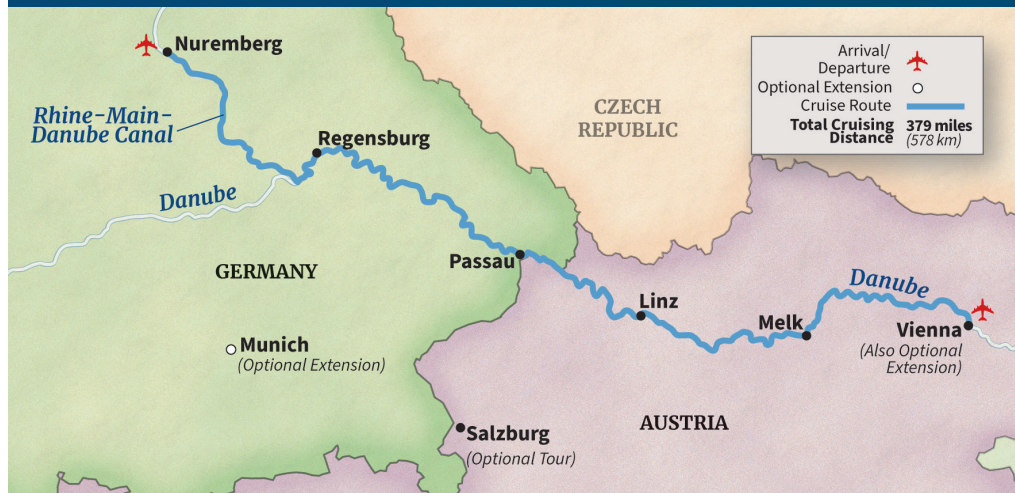 Nuremberg
Rhine–Main–
Danube Canal
Regensburg
Danube
CZECH
REPUBLIC
Arrival/
Departure
Optional Extension
Cruise Route
Total Cruising
Distance
379 miles
(578 km)
GERMANY
Passau
Munich
(Optional Extension)
Linz
Melk
Danube
Vienna
(Also Optional
Extension)
AUSTRIA
Salzburg
(Optional Tour)